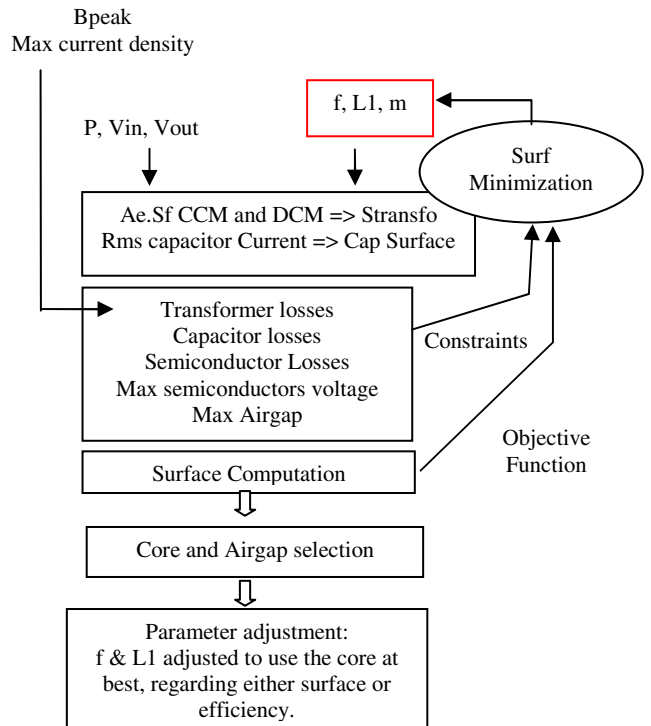 Bpeak
Max current density
f, L1, m
P, Vin, Vout
Surf
Minimization
Ae.Sf CCM and DCM => Stransfo
Rms capacitor Current => Cap Surface
Transformer losses
Capacitor losses
Semiconductor Losses
Max semiconductors voltage
Max Airgap
Constraints
Objective
Function
Surface Computation
Core and Airgap selection
Parameter adjustment:
f & L1 adjusted to use the core at
best, regarding either surface or
efficiency.